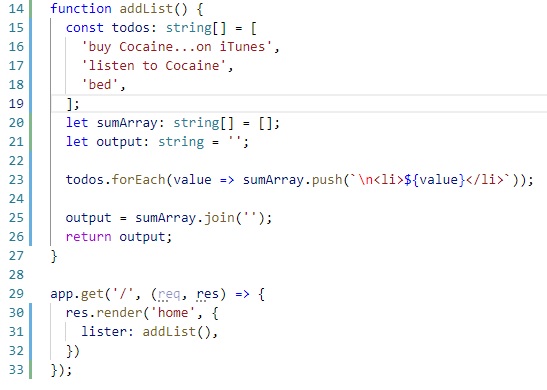 14 function addList() {
15   const todos: string[] = [
16     'buy Cocaine...on iTunes',
17     'listen to Cocaine',
18     'bed',
19   ];
20   let sumArray: string[] = [];
21   let output: string = '';
22
23   todos.forEach(value => sumArray.push(`\n<li>${value}</li>`));
24
25   output = sumArray.join('');
26   return output;
27 }
28
29 app.get('/', (req, res) => {
30   res.render('home', {
31     lister: addList(),
32   })
33 });